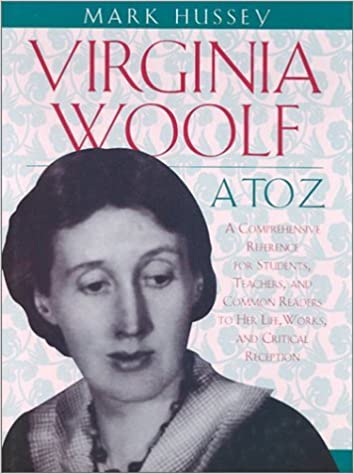 MARK HUSSEY
VIRGINIA
WOOLF
A TO Z
A COMPREHENSIVE
REFERENCE
FOR STUDENTS,
TEACHERS, AND
COMMON READERS
TO HER LIFE, WORKS,
AND CRITICAL
RECEPTION